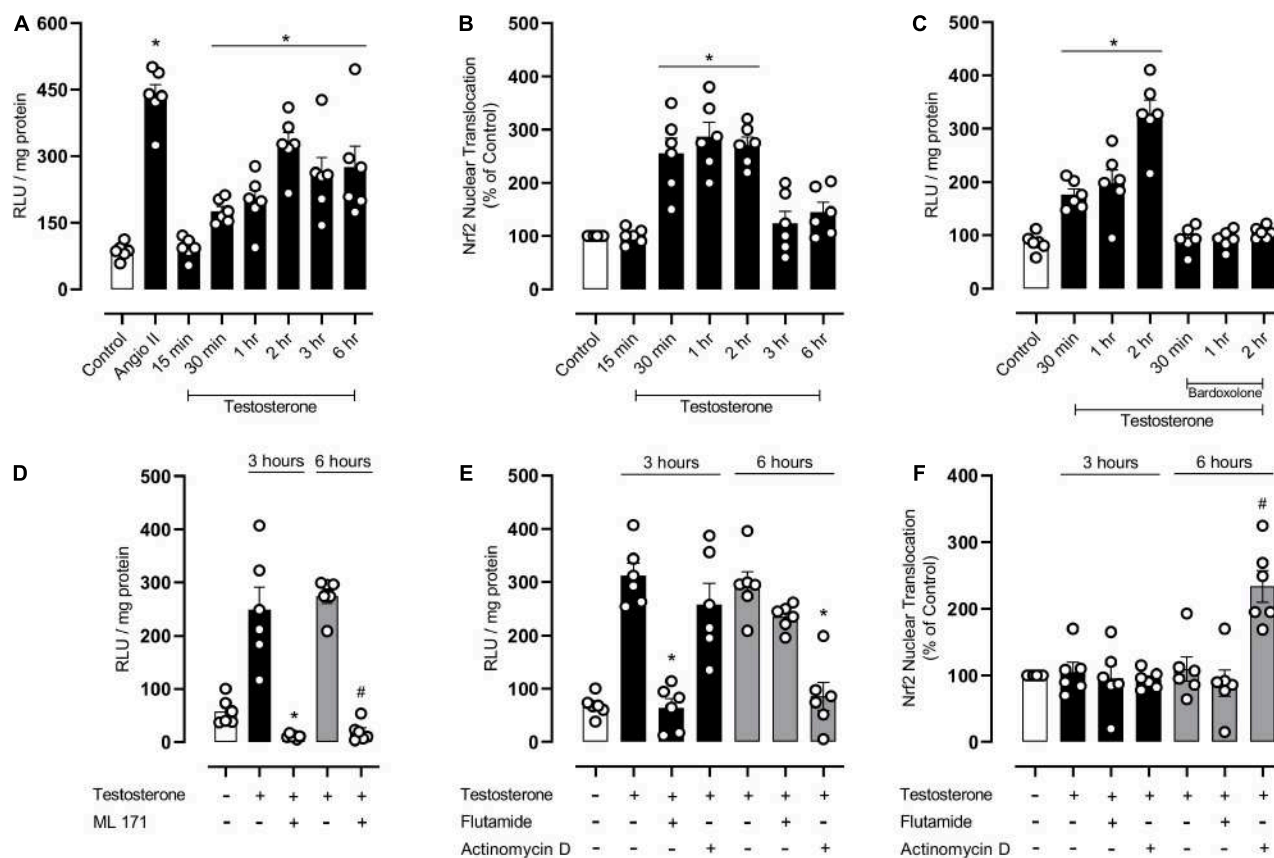 A
RLU / mg protein
600
450
300
150
0
*
*
Control
Angio II
15 min
30 min
1 hr
2 hr
3 hr
6 hr
Testosterone
B
Nrf2 Nuclear Translocation
(% of Control)
500
400
300
200
100
0
*
Control
15 min
30 min
1 hr
2 hr
3 hr
6 hr
Testosterone
C
RLU / mg protein
500
400
300
200
100
0
*
Control
30 min
1 hr
2 hr
30 min
1 hr
2 hr
Bardoxolone
Testosterone
D
3 hours 6 hours
RLU / mg protein
500
400
300
200
100
0
*
#
Testosterone - + + + +
ML 171 - - + - +
E
3 hours 6 hours
RLU / mg protein
500
400
300
200
100
0
*
*
Testosterone - + + + + + +
Flutamide - - + - - + -
Actinomycin D - - - + - - +
F
3 hours 6 hours
Nrf2 Nuclear Translocation
(% of Control)
400
300
200
100
0
#
Testosterone - + + + + + +
Flutamide - - + - - + -
Actinomycin D - - - + - - +